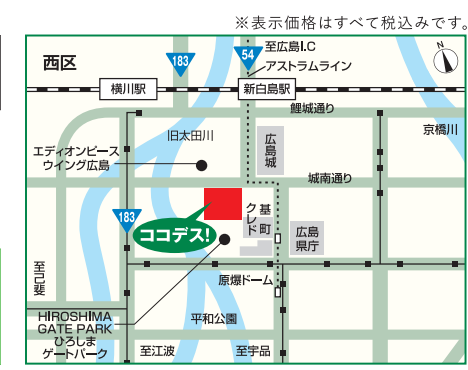 ※表示価格はすべて税込みです。
西区
183
54
至広島I.C
アストラムライン
N
横川駅
新白島駅
鯉城通り
旧太田川
広島城
京橋川
エディオンピース
ウイング広島
城南通り
183
ココデス!
基町
クレド
広島
県庁
至己斐
原爆ドーム
HIROSHIMA
GATE PARK
ひろしま
ゲートパーク
平和公園
至江波
至宇品